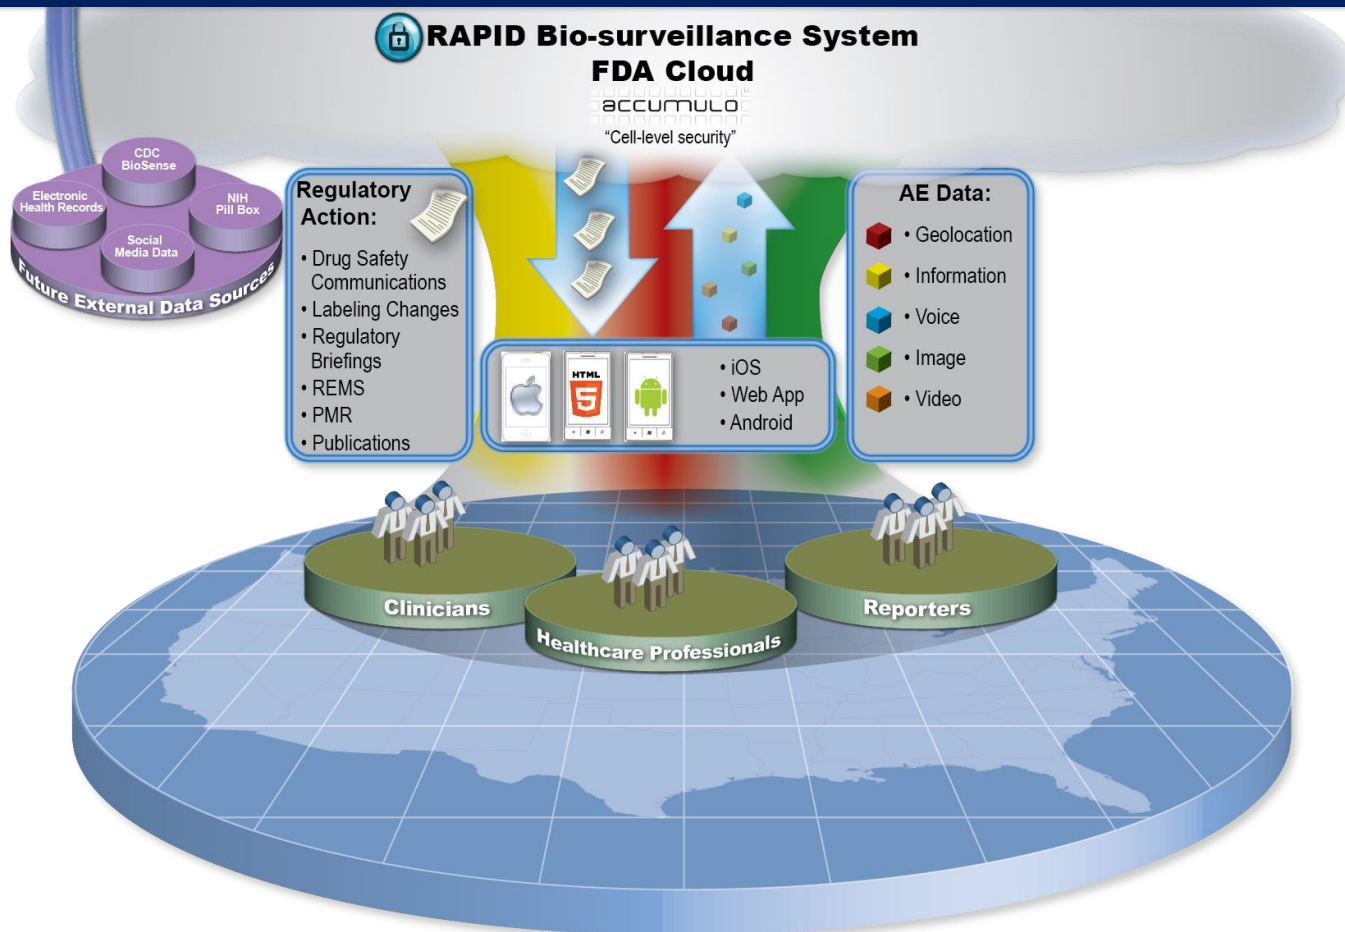 RAPID Bio-surveillance System
FDA Cloud
accumulo
"Cell-level security"
CDC
BioSense
Electronic
Health Records
NIH
Pill Box
Social
Media Data
Future External Data Sources
Regulatory
Action:
• Drug Safety
Communications
• Labeling Changes
• Regulatory
Briefings
• REMS
• PMR
• Publications
HTML
5
• iOS
• Web App
• Android
AE Data:
• Geolocation
• Information
• Voice
• Image
• Video
Clinicians
Healthcare Professionals
Reporters